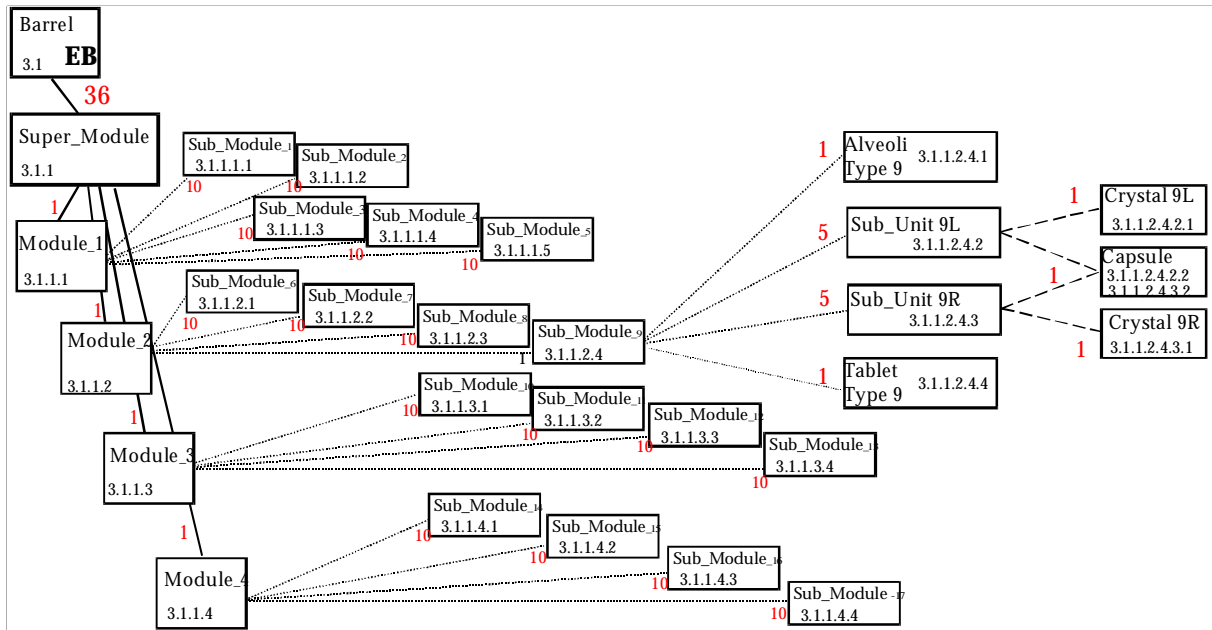 Barrel
3.1 EB
36
Super_Module
3.1.1
1
Module_1
3.1.1.1
Sub_Module_1
3.1.1.1.1
10
Sub_Module_2
3.1.1.1.2
10
Sub_Module_3
3.1.1.1.3
10
Sub_Module_4
3.1.1.1.4
10
Sub_Module_5
3.1.1.1.5
10
1
Module_2
3.1.1.2
Sub_Module_6
3.1.1.2.1
10
Sub_Module_7
3.1.1.2.2
10
Sub_Module_8
3.1.1.2.3
10
Sub_Module_9
3.1.1.2.4
1
1
Alveoli 3.1.1.2.4.1
Type 9
5
Sub_Unit 9L
3.1.1.2.4.2
5
Sub_Unit 9R
3.1.1.2.4.3
1
Tablet 3.1.1.2.4.4
Type 9
1
Crystal 9L
3.1.1.2.4.2.1
1
Capsule
3.1.1.2.4.2.2
3.1.1.2.4.3.2
1
Crystal 9R
3.1.1.2.4.3.1
1
Module_3
3.1.1.3
Sub_Module_10
3.1.1.3.1
10
Sub_Module_1
3.1.1.3.2
10
Sub_Module_12
3.1.1.3.3
10
Sub_Module_13
3.1.1.3.4
10
1
Module_4
3.1.1.4
Sub_Module_14
3.1.1.4.1
10
Sub_Module_15
3.1.1.4.2
10
Sub_Module_16
3.1.1.4.3
10
Sub_Module -17
3.1.1.4.4
10